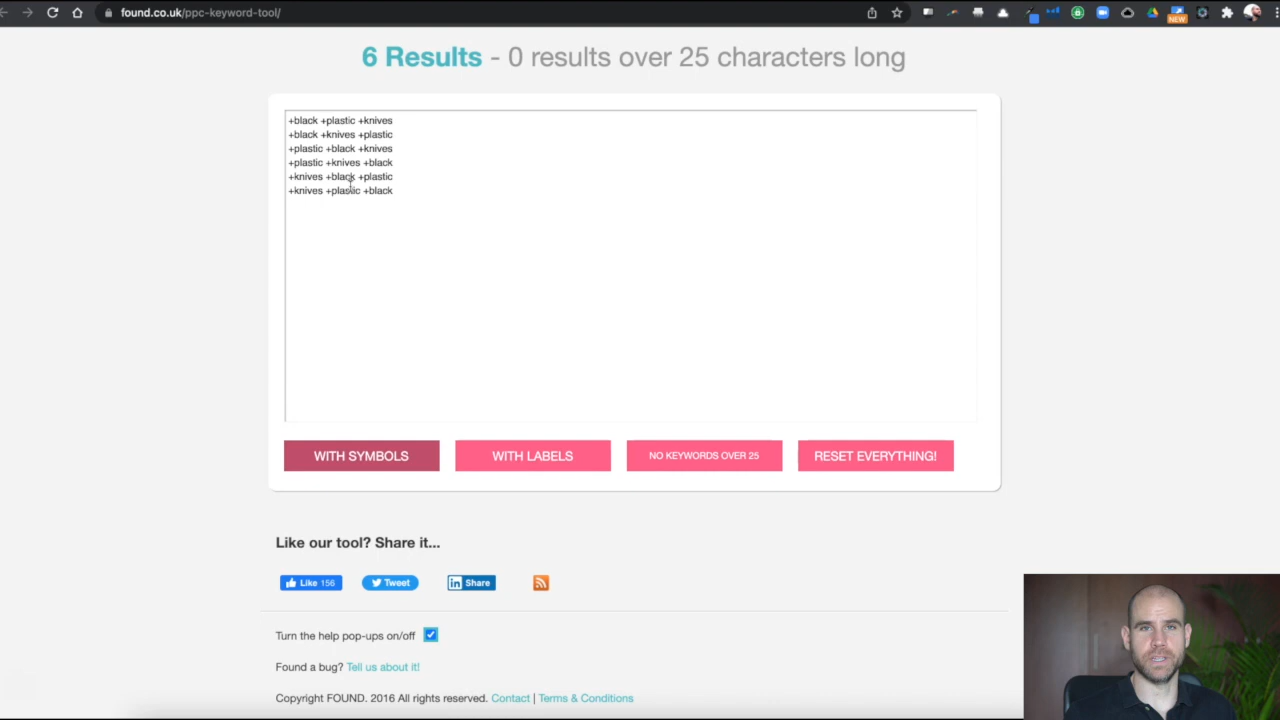 found.co.uk/ppc-keyword-tool/
NEW
6 Results - 0 results over 25 characters long
+black +plastic +knives
+black +knives +plastic
+plastic +black +knives
+plastic +knives +black
+knives +black +plastic
+knives +plastic +black
WITH SYMBOLS WITH LABELS NO KEYWORDS OVER 25 RESET EVERYTHING!
Like our tool? Share it...
Like 156 Tweet in Share
Turn the help pop-ups on/off
Found a bug? Tell us about it!
Copyright FOUND. 2016 All rights reserved. Contact | Terms & Conditions